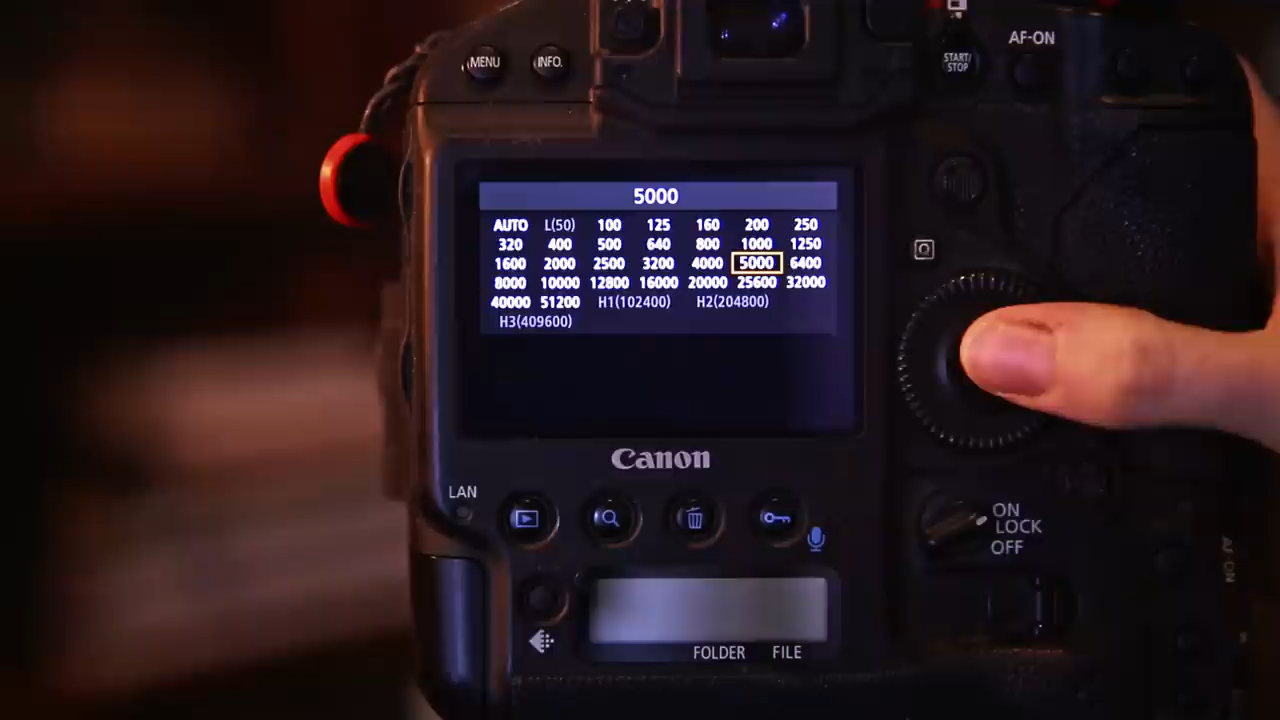 MENU
INFO.
START/
STOP
AF-ON
5000
AUTO L(50) 100 125 160 200 250
320 400 500 640 800 1000 1250
1600 2000 2500 3200 4000 5000 6400
8000 10000 12800 16000 20000 25600 32000
40000 51200 H1(102400) H2(204800)
H3(409600)
Q
Canon
LAN
ON
LOCK
OFF
AF-ON
FOLDER FILE